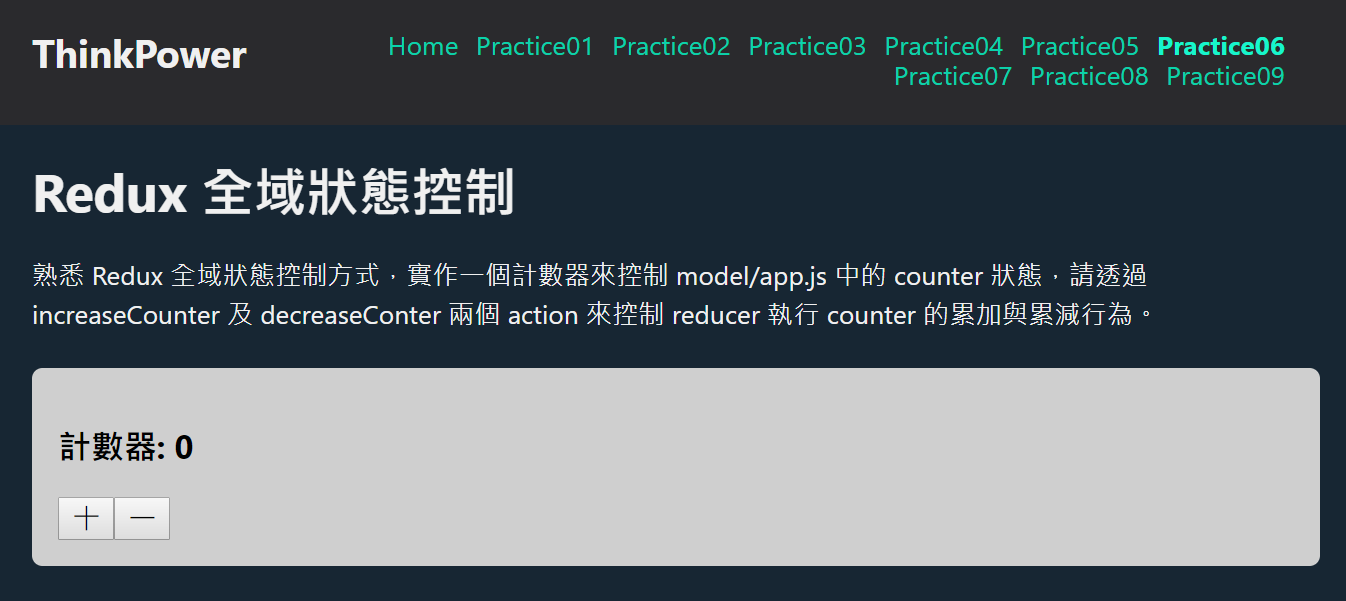 ThinkPower
Home Practice01 Practice02 Practice03 Practice04 Practice05 Practice06
Practice07 Practice08 Practice09
Redux 全域狀態控制
熟悉 Redux 全域狀態控制方式，實作一個計數器來控制 model/app.js 中的 counter 狀態，請透過
increaseCounter 及 decreaseConter 兩個 action 來控制 reducer 執行 counter 的累加與累減行為。
計數器: 0
＋ －